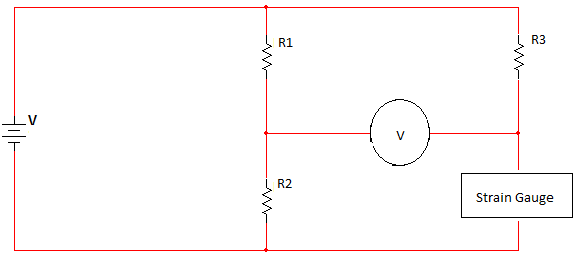 R1
R3
V
V
R2
Strain Gauge